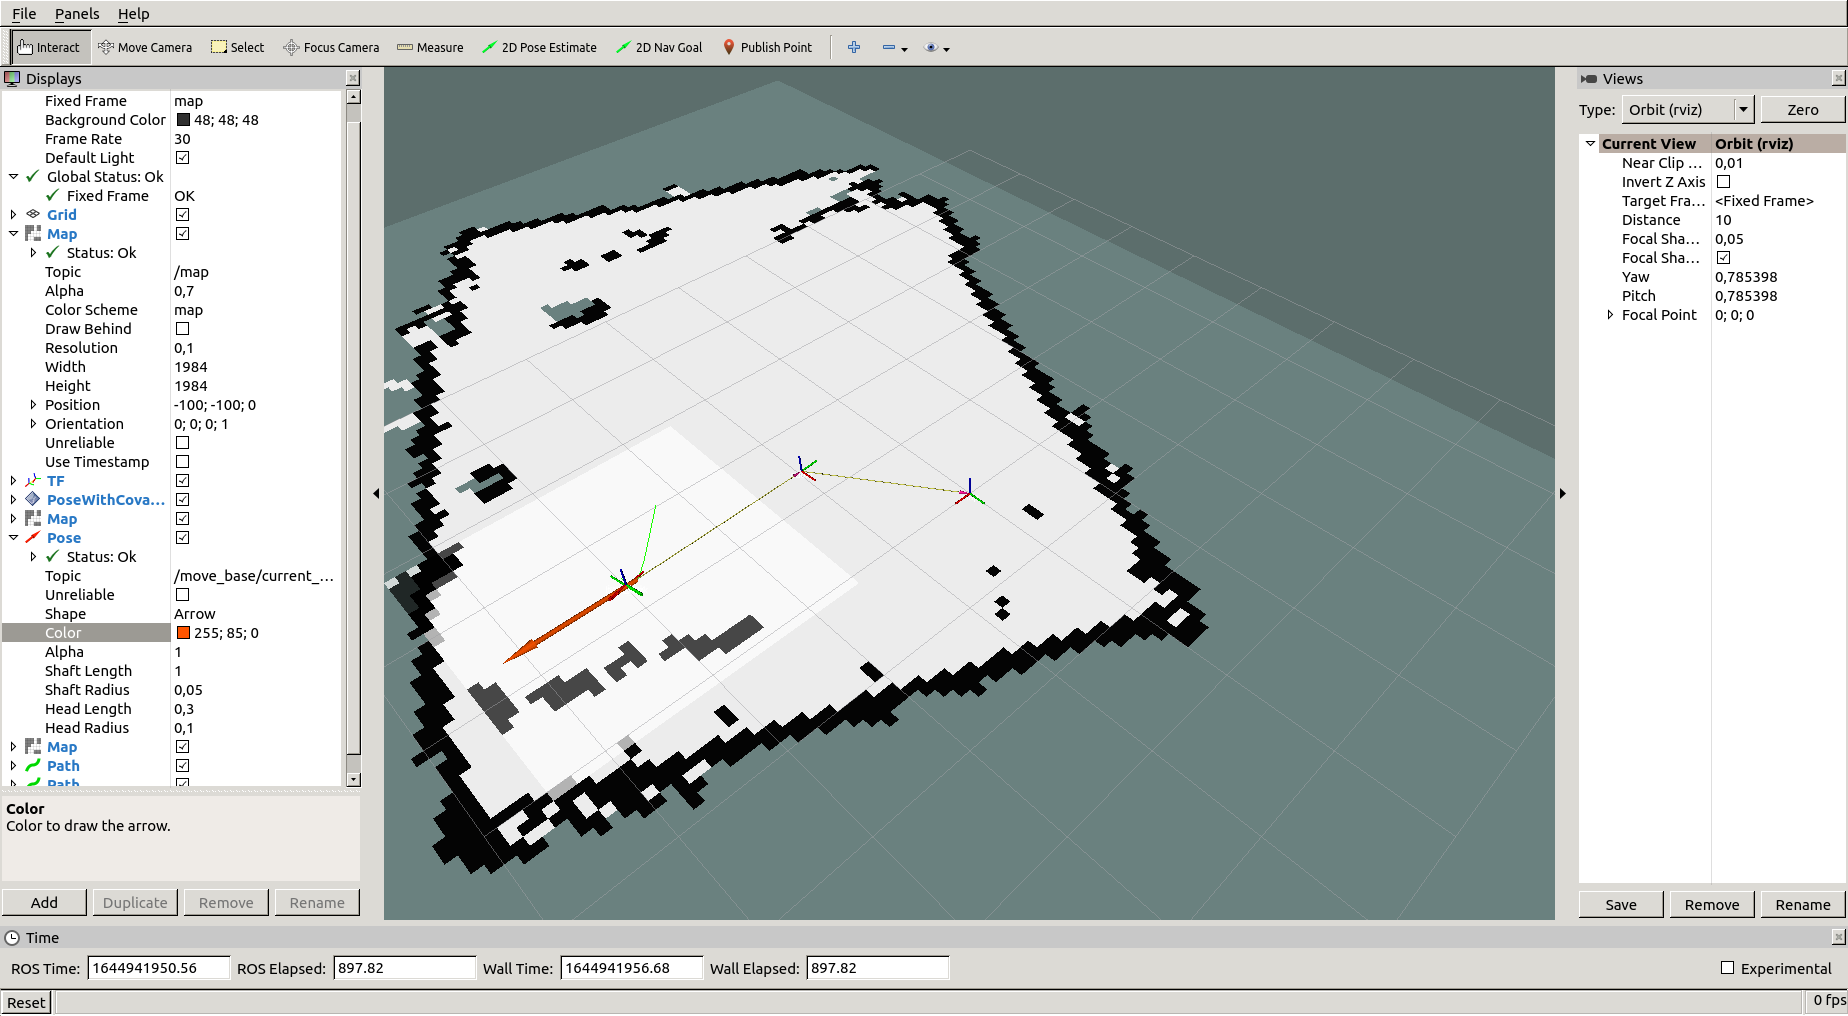 File Panels Help
Interact Move Camera Select Focus Camera Measure 2D Pose Estimate 2D Nav Goal Publish Point
Displays
Fixed Frame map
Background Color 48; 48; 48
Frame Rate 30
Default Light
Global Status: Ok
Fixed Frame OK
Grid
Map
Status: Ok
Topic /map
Alpha 0,7
Color Scheme map
Draw Behind
Resolution 0,1
Width 1984
Height 1984
Position -100; -100; 0
Orientation 0; 0; 0; 1
Unreliable
Use Timestamp
TF
PoseWithCova...
Map
Pose
Status: Ok
Topic /move_base/current_...
Unreliable
Shape Arrow
Color 255; 85; 0
Alpha 1
Shaft Length 1
Shaft Radius 0,05
Head Length 0,3
Head Radius 0,1
Map
Path
Path
Color
Color to draw the arrow.
Add Duplicate Remove Rename
Views
Type: Orbit (rviz) Zero
Current View Orbit (rviz)
Near Clip ... 0,01
Invert Z Axis
Target Fra... <Fixed Frame>
Distance 10
Focal Sha... 0,05
Focal Sha...
Yaw 0,785398
Pitch 0,785398
Focal Point 0; 0; 0
Save Remove Rename
Time
ROS Time: 1644941950.56 ROS Elapsed: 897.82 Wall Time: 1644941956.68 Wall Elapsed: 897.82 Experimental
Reset 0 fps